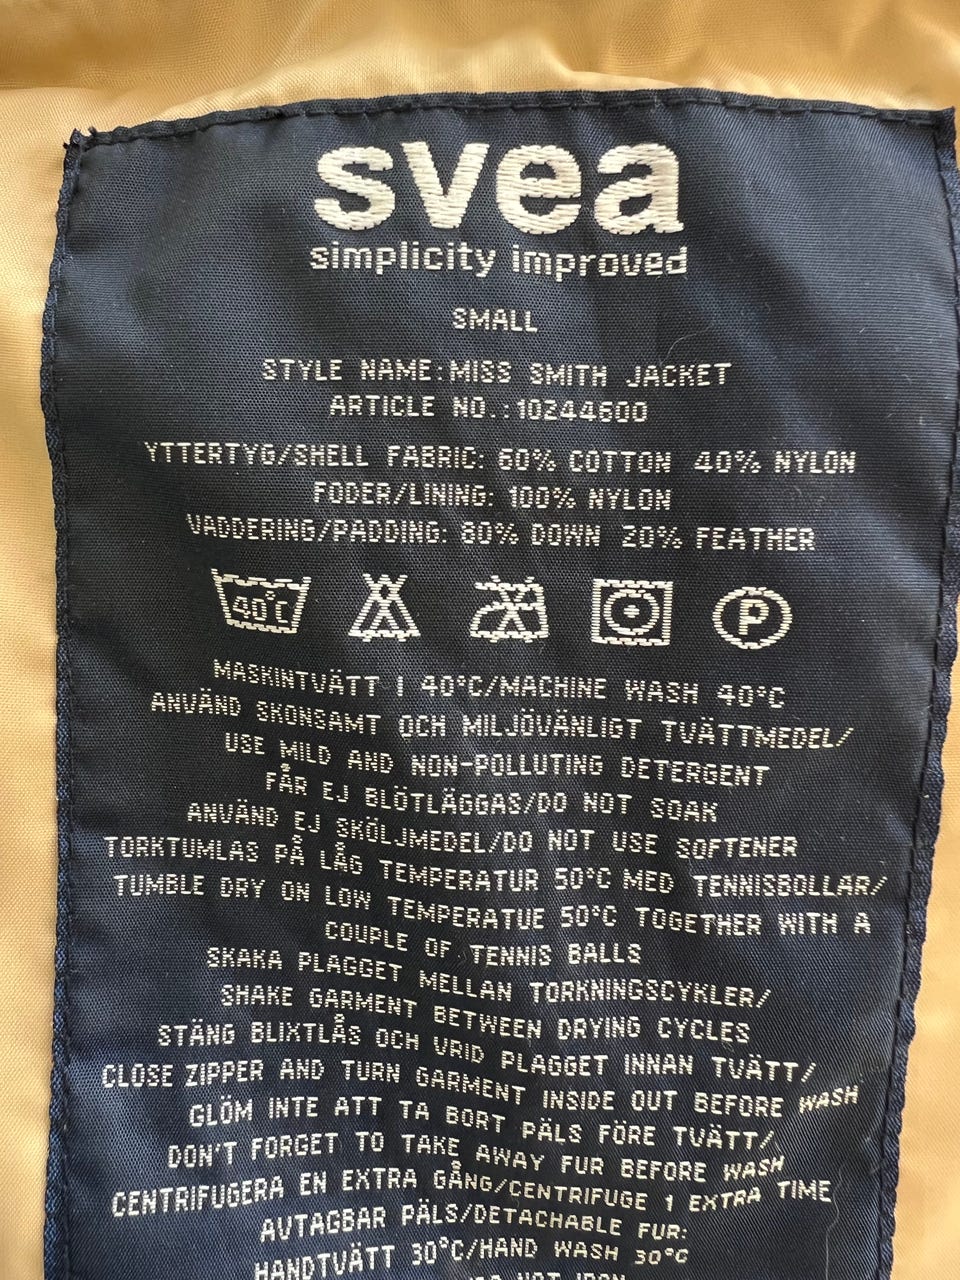 svea
simplicity improved
SMALL
STYLE NAME:MISS SMITH JACKET
ARTICLE NO.:10244600
YTTERTYG/SHELL FABRIC: 60% COTTON 40% NYLON
FODER/LINING: 100% NYLON
VADDERING/PADDING: 80% DOWN 20% FEATHER
40°C P
MASKINTVÄTT I 40°C/MACHINE WASH 40°C
ANVÄND SKONSAMT OCH MILJÖVÄNLIGT TVÄTTMEDEL/
USE MILD AND NON-POLLUTING DETERGENT
FÅR EJ BLÖTLÄGGAS/DO NOT SOAK
ANVÄND EJ SKÖLJMEDEL/DO NOT USE SOFTENER
TORKTUMLAS PÅ LÅG TEMPERATUR 50°C MED TENNISBOLLAR/
TUMBLE DRY ON LOW TEMPERATUE 50°C TOGETHER WITH A
COUPLE OF TENNIS BALLS
SKAKA PLAGGET MELLAN TORKNINGSCYKLER/
SHAKE GARMENT BETWEEN DRYING CYCLES
STÄNG BLIXTLÅS OCH VRID PLAGGET INNAN TVÄTT/
CLOSE ZIPPER AND TURN GARMENT INSIDE OUT BEFORE WASH
GLÖM INTE ATT TA BORT PÄLS FÖRE TVÄTT/
DON'T FORGET TO TAKE AWAY FUR BEFORE WASH
CENTRIFUGERA EN EXTRA GÅNG/CENTRIFUGE 1 EXTRA TIME
AVTAGBAR PÄLS/DETACHABLE FUR:
HANDTVÄTT 30°C/HAND WASH 30°C
NOT IRON